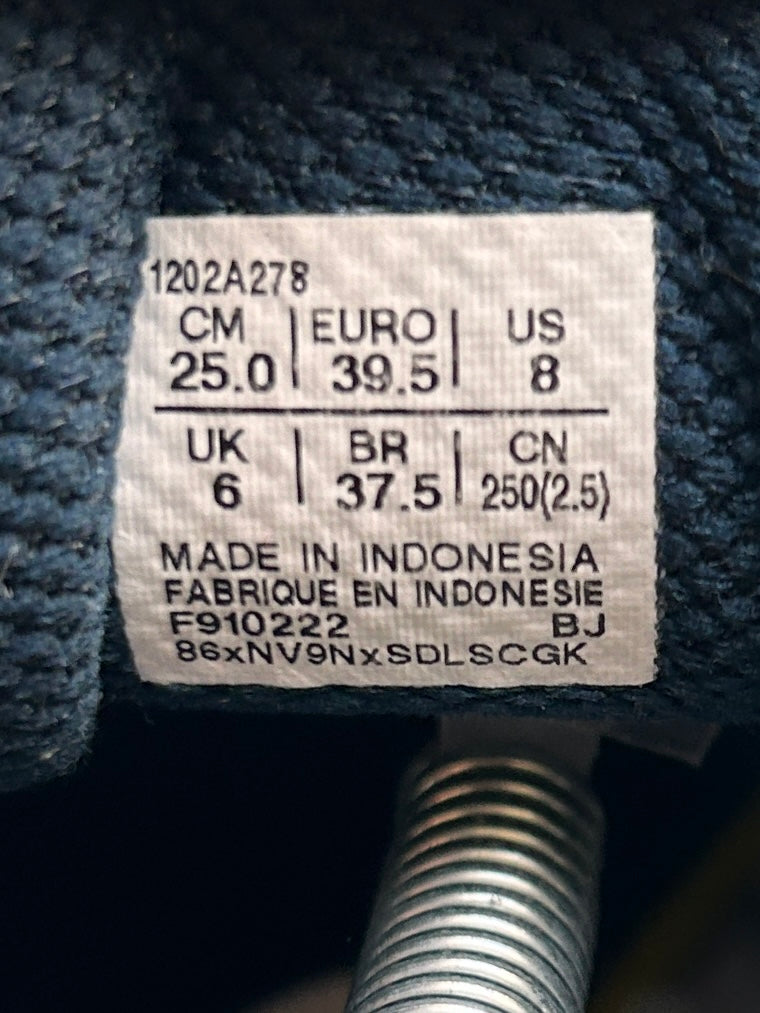 1202A278
CM | EURO | US
25.0 | 39.5 | 8
UK | BR | CN
6 | 37.5 | 250(2.5)
MADE IN INDONESIA
FABRIQUE EN INDONESIE
F910222 BJ
86xNV9NxSDLSCGK